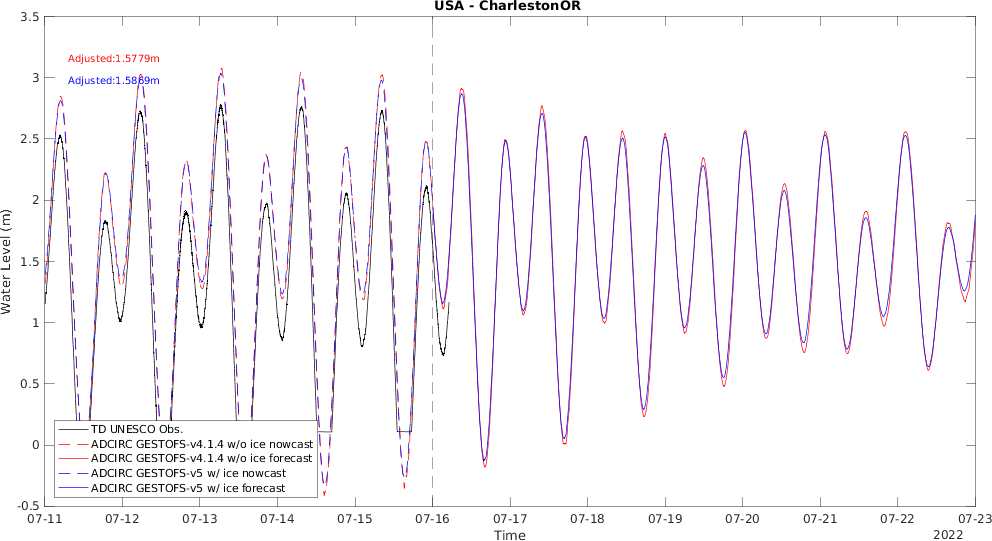 USA - CharlestonOR
3.5
3
2.5
2
1.5
1
0.5
0
-0.5
Water Level (m)
Adjusted:1.5779m
Adjusted:1.5869m
TD UNESCO Obs.
ADCIRC GESTOFS-v4.1.4 w/o ice nowcast
ADCIRC GESTOFS-v4.1.4 w/o ice forecast
ADCIRC GESTOFS-v5 w/ ice nowcast
ADCIRC GESTOFS-v5 w/ ice forecast
07-11 07-12 07-13 07-14 07-15 07-16 07-17 07-18 07-19 07-20 07-21 07-22 07-23
Time
2022